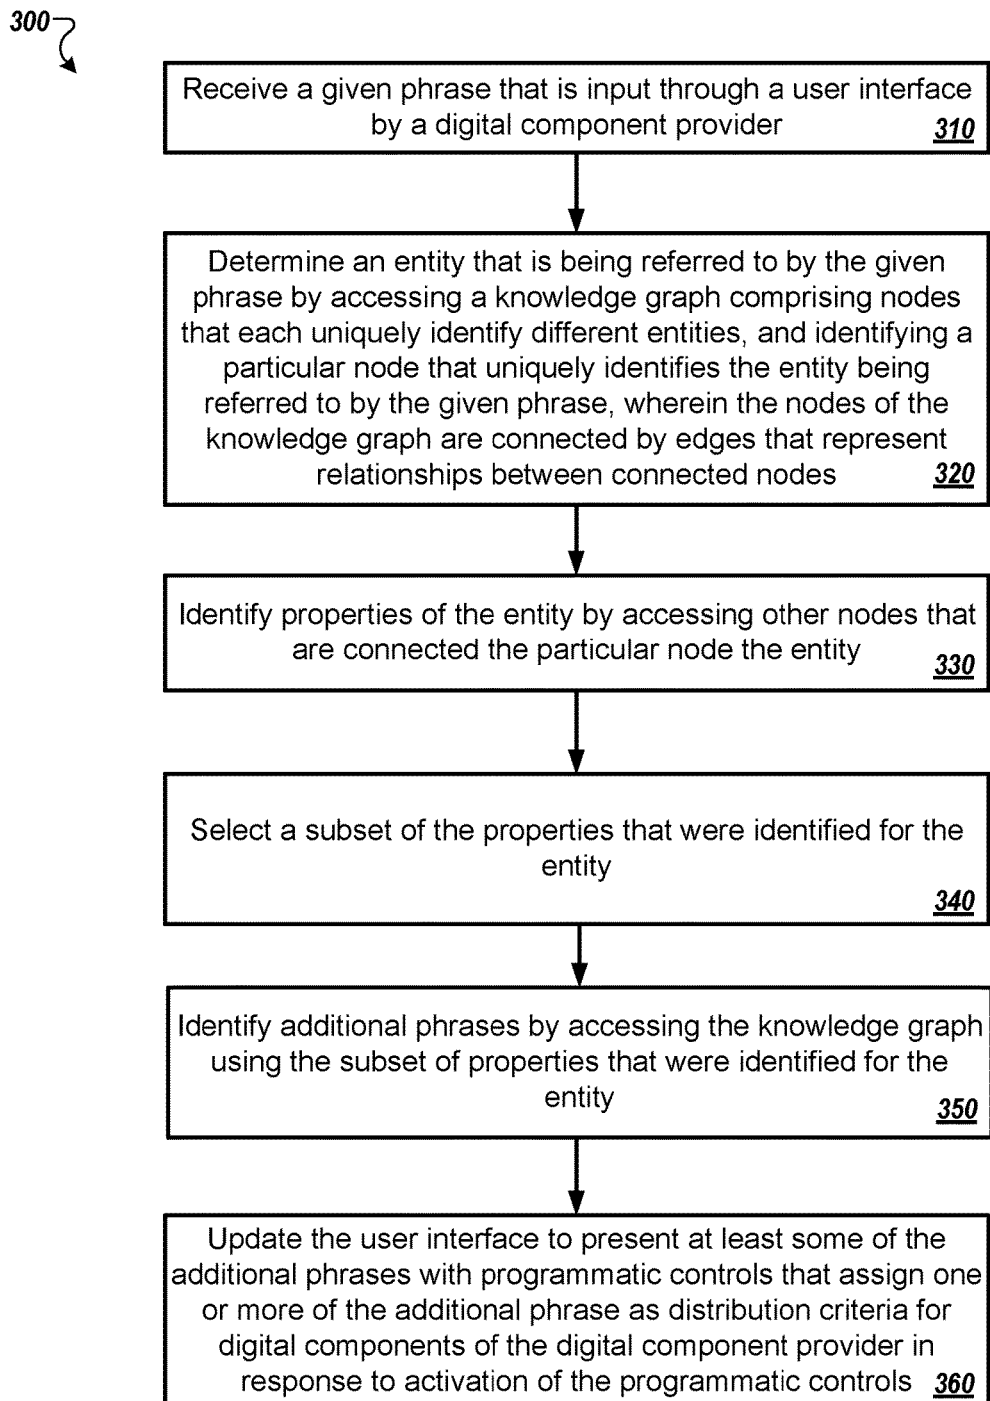 300
Receive a given phrase that is input through a user interface
by a digital component provider 310
Determine an entity that is being referred to by the given
phrase by accessing a knowledge graph comprising nodes
that each uniquely identify different entities, and identifying a
particular node that uniquely identifies the entity being
referred to by the given phrase, wherein the nodes of the
knowledge graph are connected by edges that represent
relationships between connected nodes 320
Identify properties of the entity by accessing other nodes that
are connected the particular node the entity 330
Select a subset of the properties that were identified for the
entity
340
Identify additional phrases by accessing the knowledge graph
using the subset of properties that were identified for the
entity 350
Update the user interface to present at least some of the
additional phrases with programmatic controls that assign one
or more of the additional phrase as distribution criteria for
digital components of the digital component provider in
response to activation of the programmatic controls 360